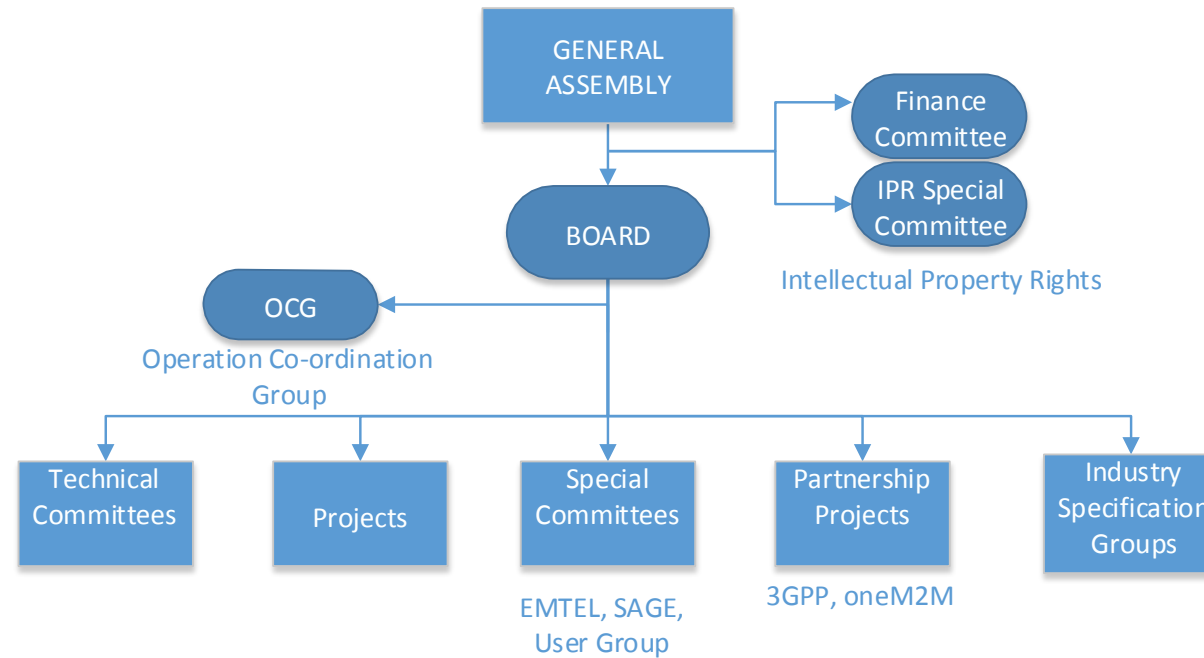 GENERAL
ASSEMBLY
Finance
Committee
IPR Special
Committee
BOARD
Intellectual Property Rights
OCG
Operation Co-ordination
Group
Technical
Committees
Projects
Special
Committees
Partnership
Projects
Industry
Specification
Groups
EMTEL, SAGE,
User Group
3GPP, oneM2M